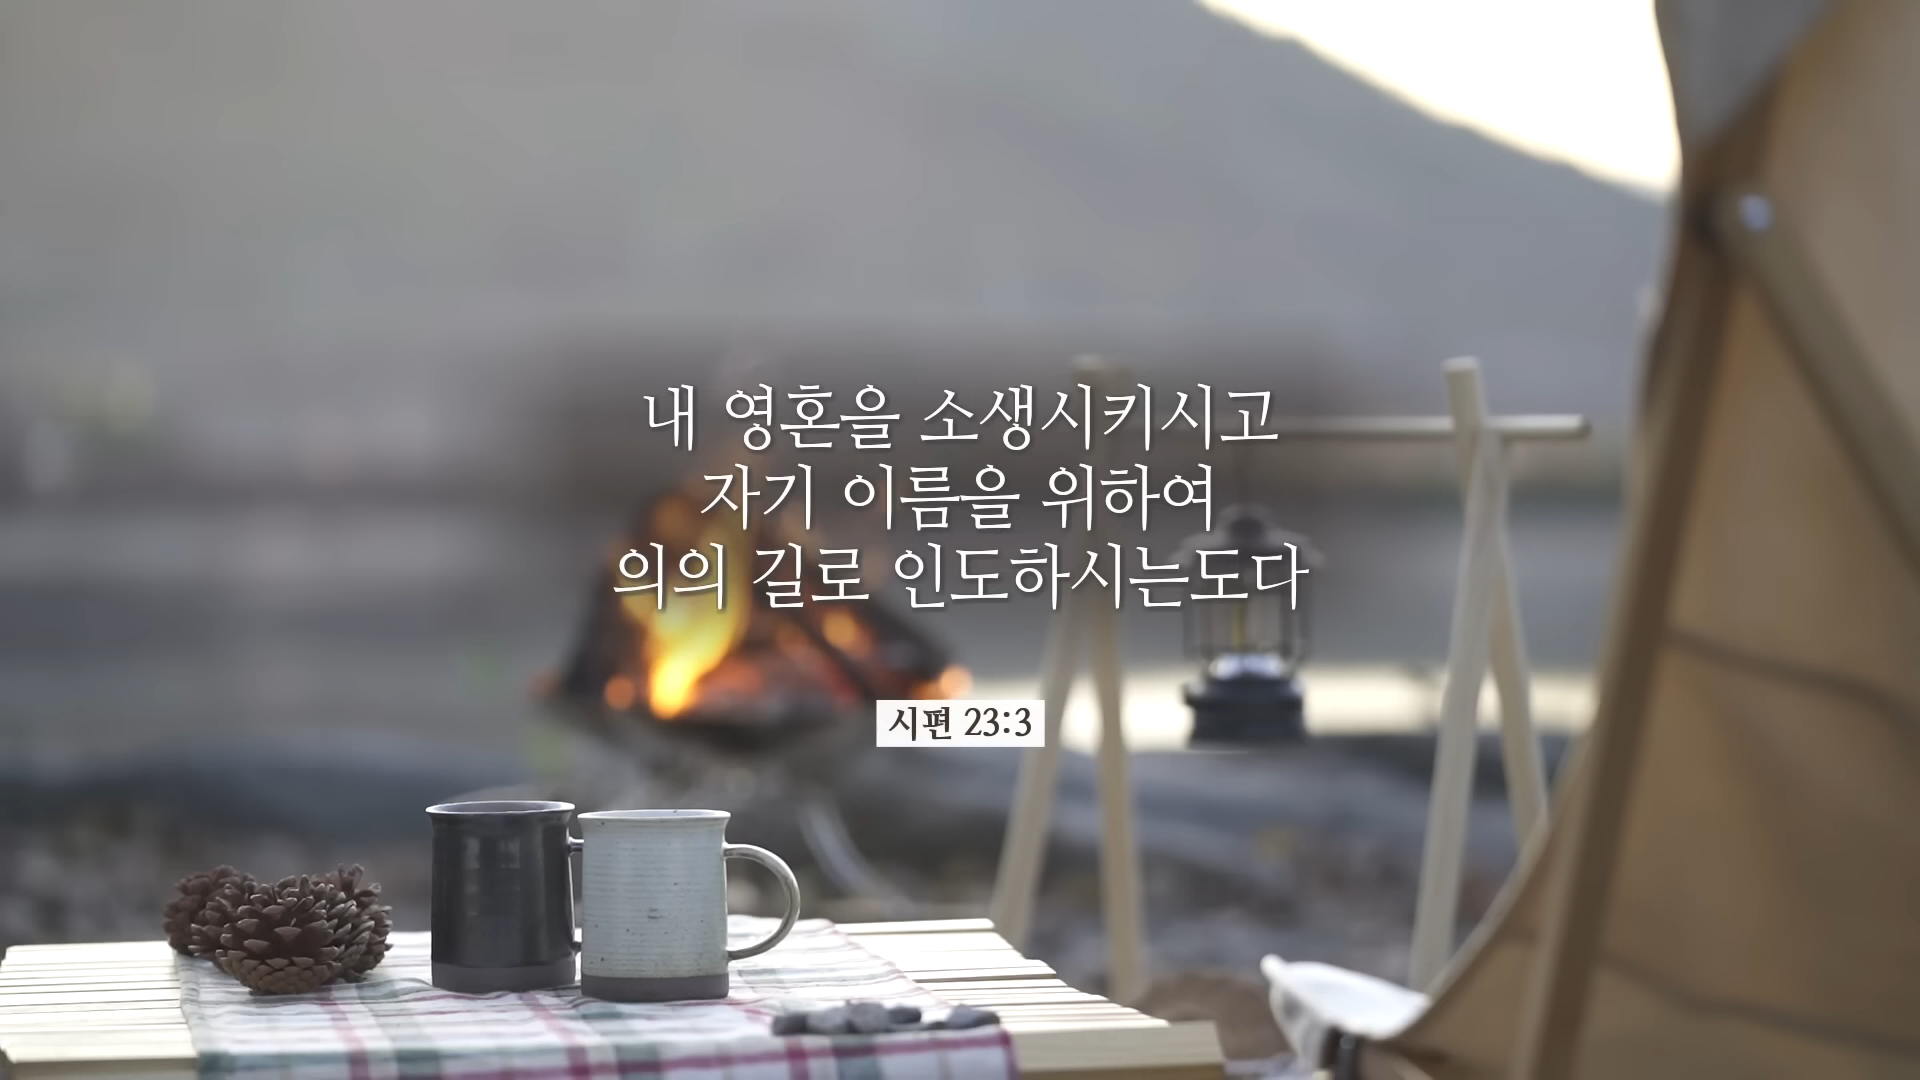 내 영혼을 소생시키시고
자기 이름을 위하여
의의 길로 인도하시는도다
시편 23:3